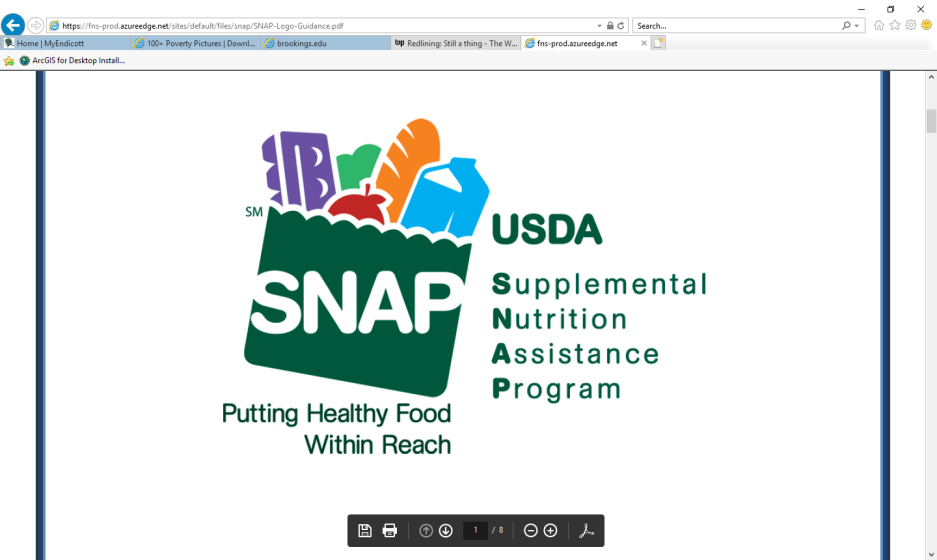 https://fns-prod.azureedge.net/sites/default/files/snap/SNAP-Logo-Guidance.pdf
Search...
Home | MyEndicott
100+ Poverty Pictures | Downl...
brookings.edu
wp Redlining: Still a thing - The W...
fns-prod.azureedge.net
ArcGIS for Desktop Install...
SM
SNAP
USDA
Supplemental
Nutrition
Assistance
Program
Putting Healthy Food
Within Reach
1 / 8